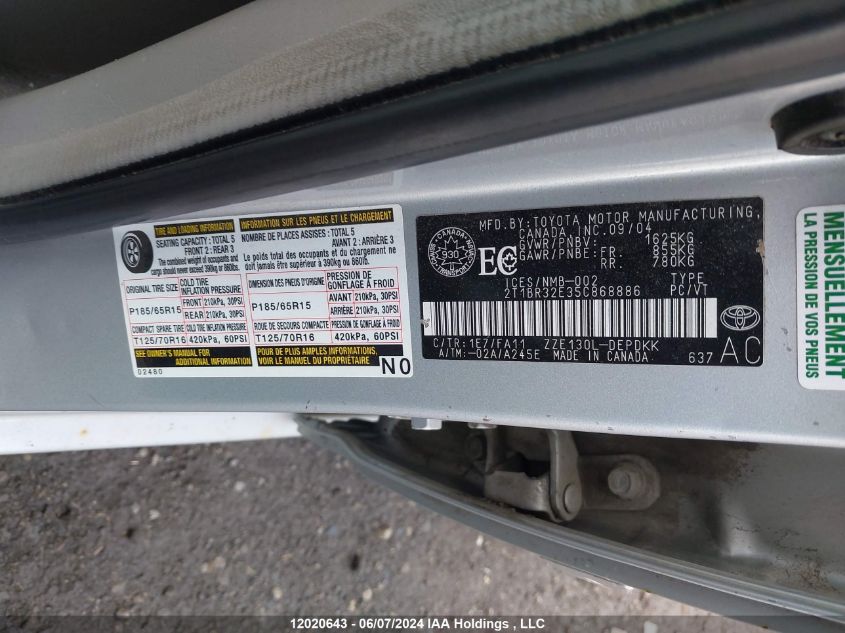 TIRE AND LOADING INFORMATION
SEATING CAPACITY: TOTAL 5
FRONT 2 : REAR 3
The combined weight of occupants and cargo should never exceed 390kg or 860lbs.
ORIGINAL TIRE SIZE COLD TIRE INFLATION PRESSURE
P185/65R15 FRONT 210kPa, 30PSI
REAR 210kPa, 30PSI
COMPACT SPARE TIRE COLD TIRE INFLATION PRESSURE
T125/70R16 420kPa, 60PSI
SEE OWNER'S MANUAL FOR ADDITIONAL INFORMATION
02480
INFORMATION SUR LES PNEUS ET LE CHARGEMENT
NOMBRE DE PLACES ASSISES : TOTAL 5
AVANT 2 : ARRIÈRE 3
Le poids total des occupants et du chargement ne doit jamais être supérieur à 390kg ou 860lb.
DIMENSION DES PNEUS D'ORIGINE PRESSION DE GONFLAGE À FROID
P185/65R15 AVANT 210kPa, 30PSI
ARRIÈRE 210kPa, 30PSI
ROUE DE SECOURS COMPACTE PRESSION DE GONFLAGE À FROID
T125/70R16 420kPa, 60PSI
POUR PLUS DE AMPLES INFORMATIONS, LIRE LE MANUEL DU PROPRIÉTAIRE
N0
CANADA
930
TRANSPORT
EC
MFD.BY:TOYOTA MOTOR MANUFACTURING,
CANADA INC.09/04
GVWR/PNBV: 1625KG
GAWR/PNBE:FR: 855KG
RR: 780KG
ICES/NMB-002 TYPE
2T1BR32E35C868886 PC/VT
TOYOTA
C/TR:1E7/FA11 ZZE130L-DEPDKK
A/TM:-02A/A245E MADE IN CANADA
637 AC
VOS PNEUS
12020643 - 06/07/2024 IAA Holdings , LLC